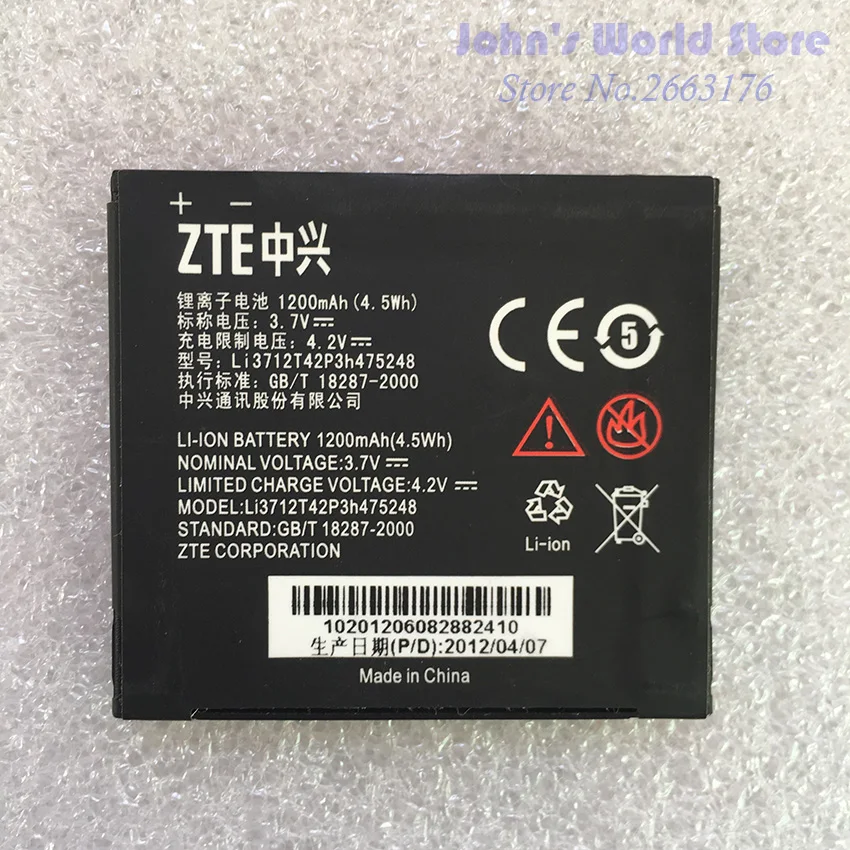 John's World Store
Store No.2663176
+ −
ZTE中兴
锂离子电池 1200mAh (4.5Wh)
标称电压: 3.7V⎓
充电限制电压: 4.2V⎓
型号: Li3712T42P3h475248
执行标准: GB/T 18287-2000
中兴通讯股份有限公司
LI-ION BATTERY 1200mAh(4.5Wh)
NOMINAL VOLTAGE:3.7V ⎓
LIMITED CHARGE VOLTAGE:4.2V ⎓
MODEL:Li3712T42P3h475248
STANDARD:GB/T 18287-2000
ZTE CORPORATION
CE 5
Li-ion
10201206082882410
生产日期(P/D):2012/04/07
Made in China